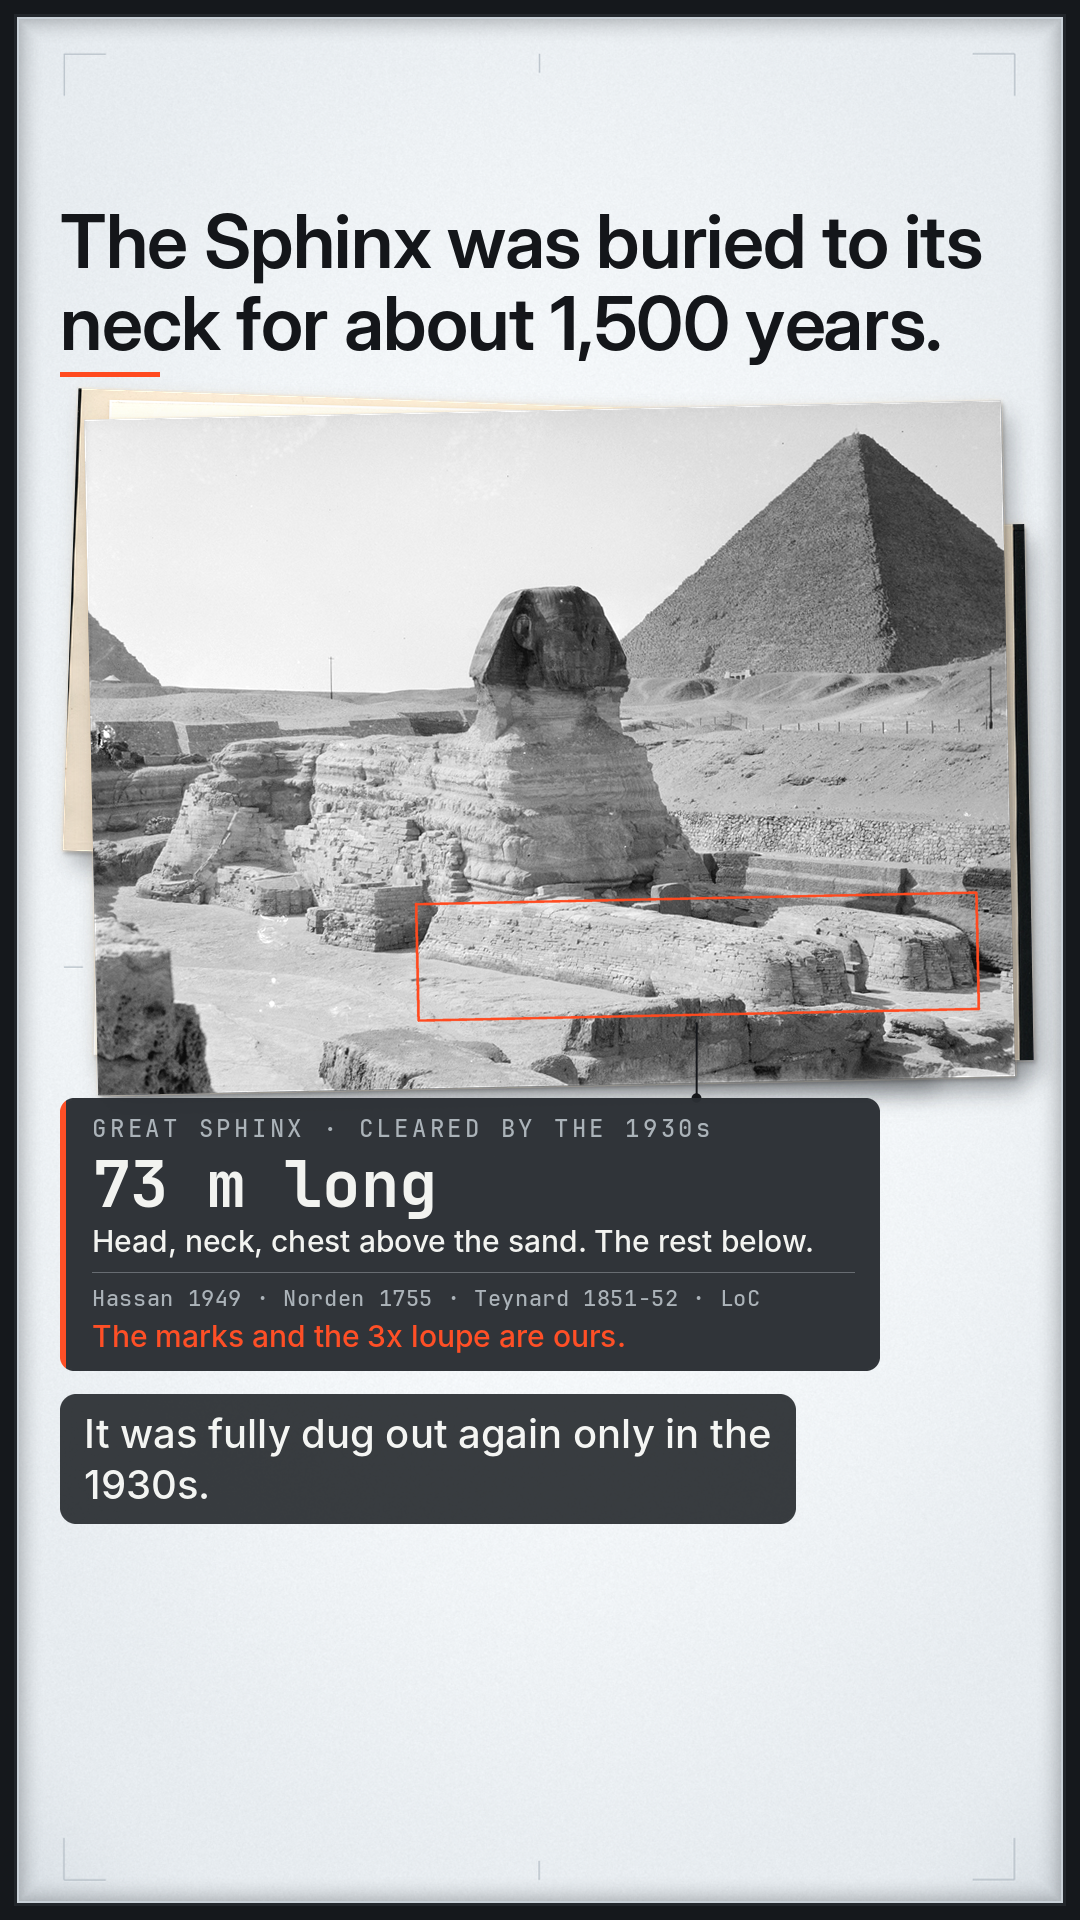 The Sphinx was buried to its
neck for about 1,500 years.
GREAT SPHINX · CLEARED BY THE 1930s
73 m long
Head, neck, chest above the sand. The rest below.
Hassan 1949 · Norden 1755 · Teynard 1851-52 · LoC
The marks and the 3x loupe are ours.
It was fully dug out again only in the
1930s.